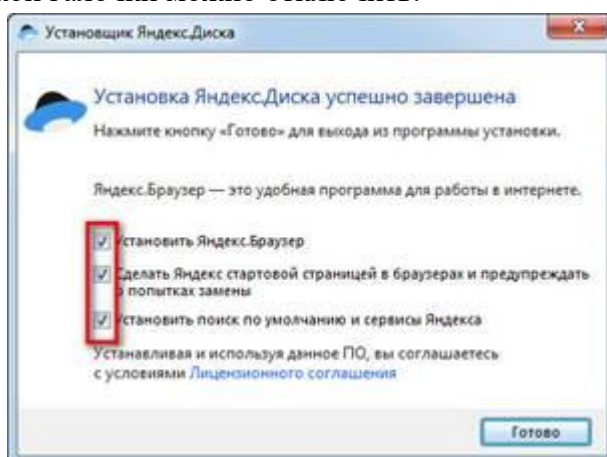 Установщик Яндекс.Диска
Установка Яндекс.Диска успешно завершена
Нажмите кнопку «Готово» для выхода из программы установки.
Яндекс.Браузер — это удобная программа для работы в интернете.
Установить Яндекс.Браузер
Сделать Яндекс стартовой страницей в браузерах и предупреждать
о попытках замены
Установить поиск по умолчанию и сервисы Яндекса
Устанавливая и используя данное ПО, вы соглашаетесь
с условиями Лицензионного соглашения
Готово